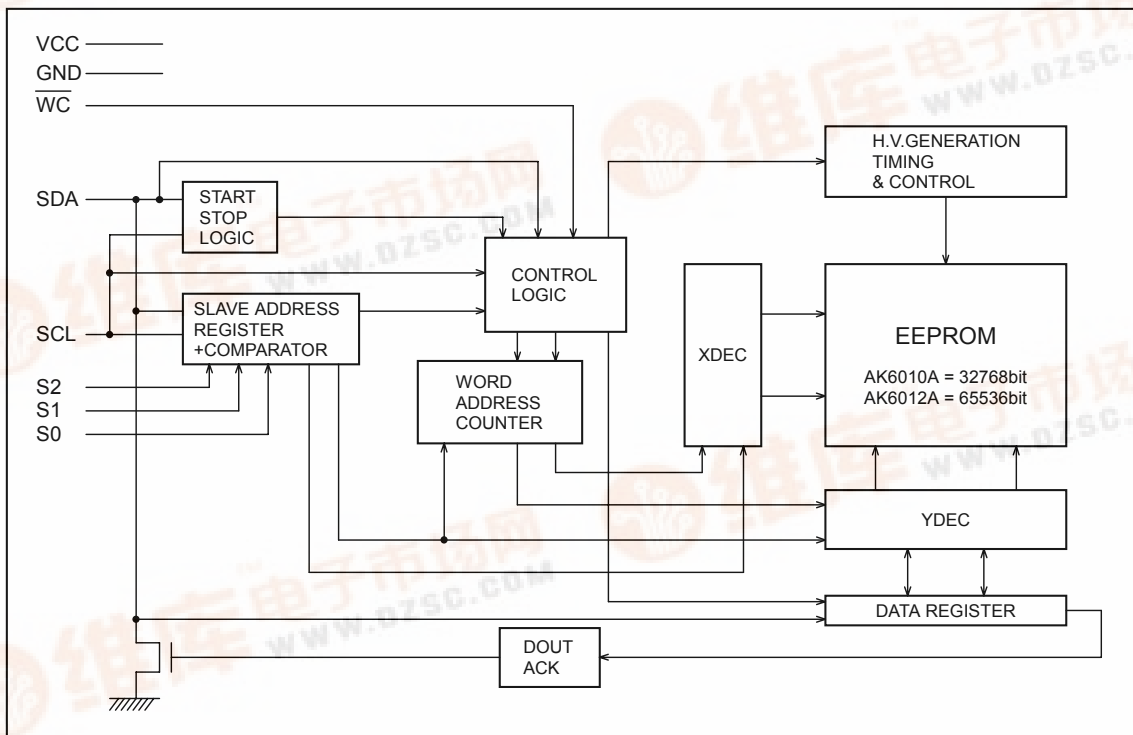 VCC
GND
WC
H.V.GENERATION
TIMING
& CONTROL
SDA
START
STOP
LOGIC
CONTROL
LOGIC
SCL
SLAVE ADDRESS
REGISTER
+COMPARATOR
XDEC
EEPROM
AK6010A = 32768bit
AK6012A = 65536bit
S2
S1
S0
WORD
ADDRESS
COUNTER
YDEC
DATA REGISTER
DOUT
ACK
维库电子市场网
WWW.DZSC.COM